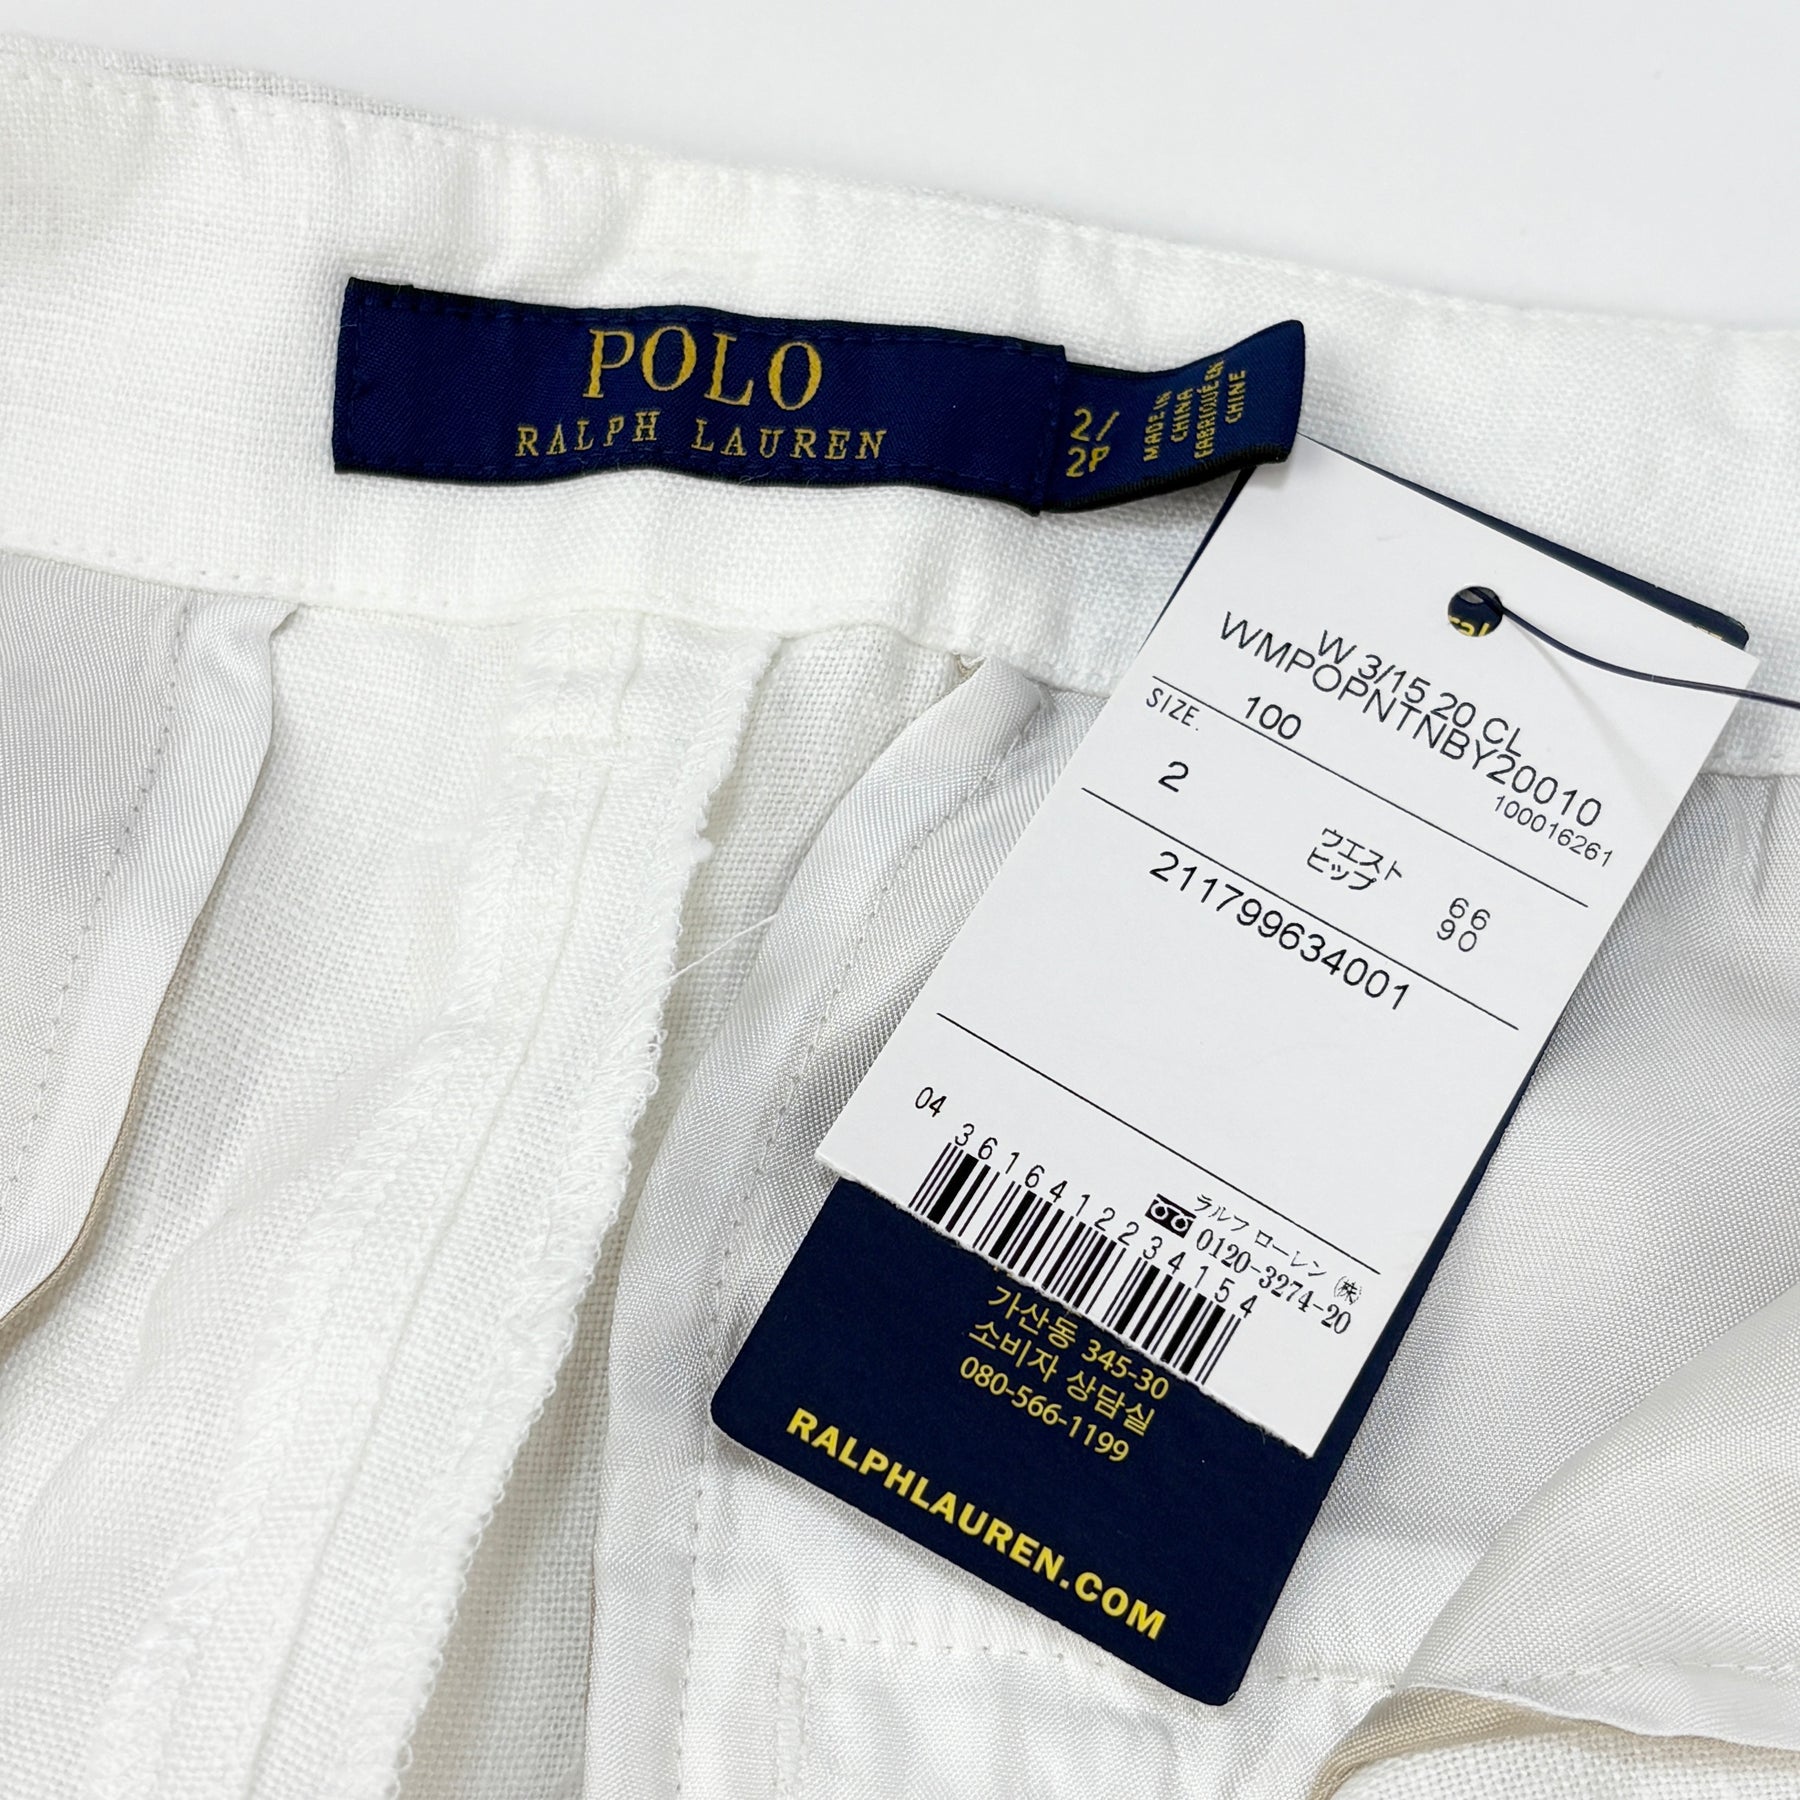 POLO
RALPH LAUREN
2/
2P
MADE IN
CHINA
FABRIQUÉ EN
CHINE
ral
W 3/15 20 CL
WMPOPNTNBY20010
100016261
SIZE 100
2
ウエスト 66
ヒップ 90
211799634001
04
3616412234154
ラルフ ローレン (株)
0120-3274-20
가산동 345-30
소비자 상담실
080-566-1199
RALPHLAUREN.COM